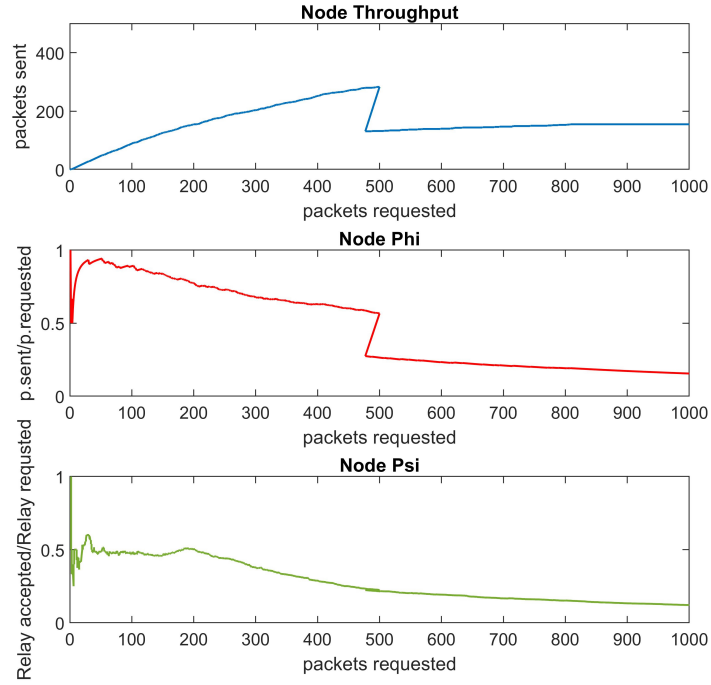 Node Throughput
packets sent
400
200
0
0 100 200 300 400 500 600 700 800 900 1000
packets requested
Node Phi
p.sent/p.requested
1
0.5
0
0 100 200 300 400 500 600 700 800 900 1000
packets requested
Node Psi
Relay accepted/Relay requsted
1
0.5
0
0 100 200 300 400 500 600 700 800 900 1000
packets requested